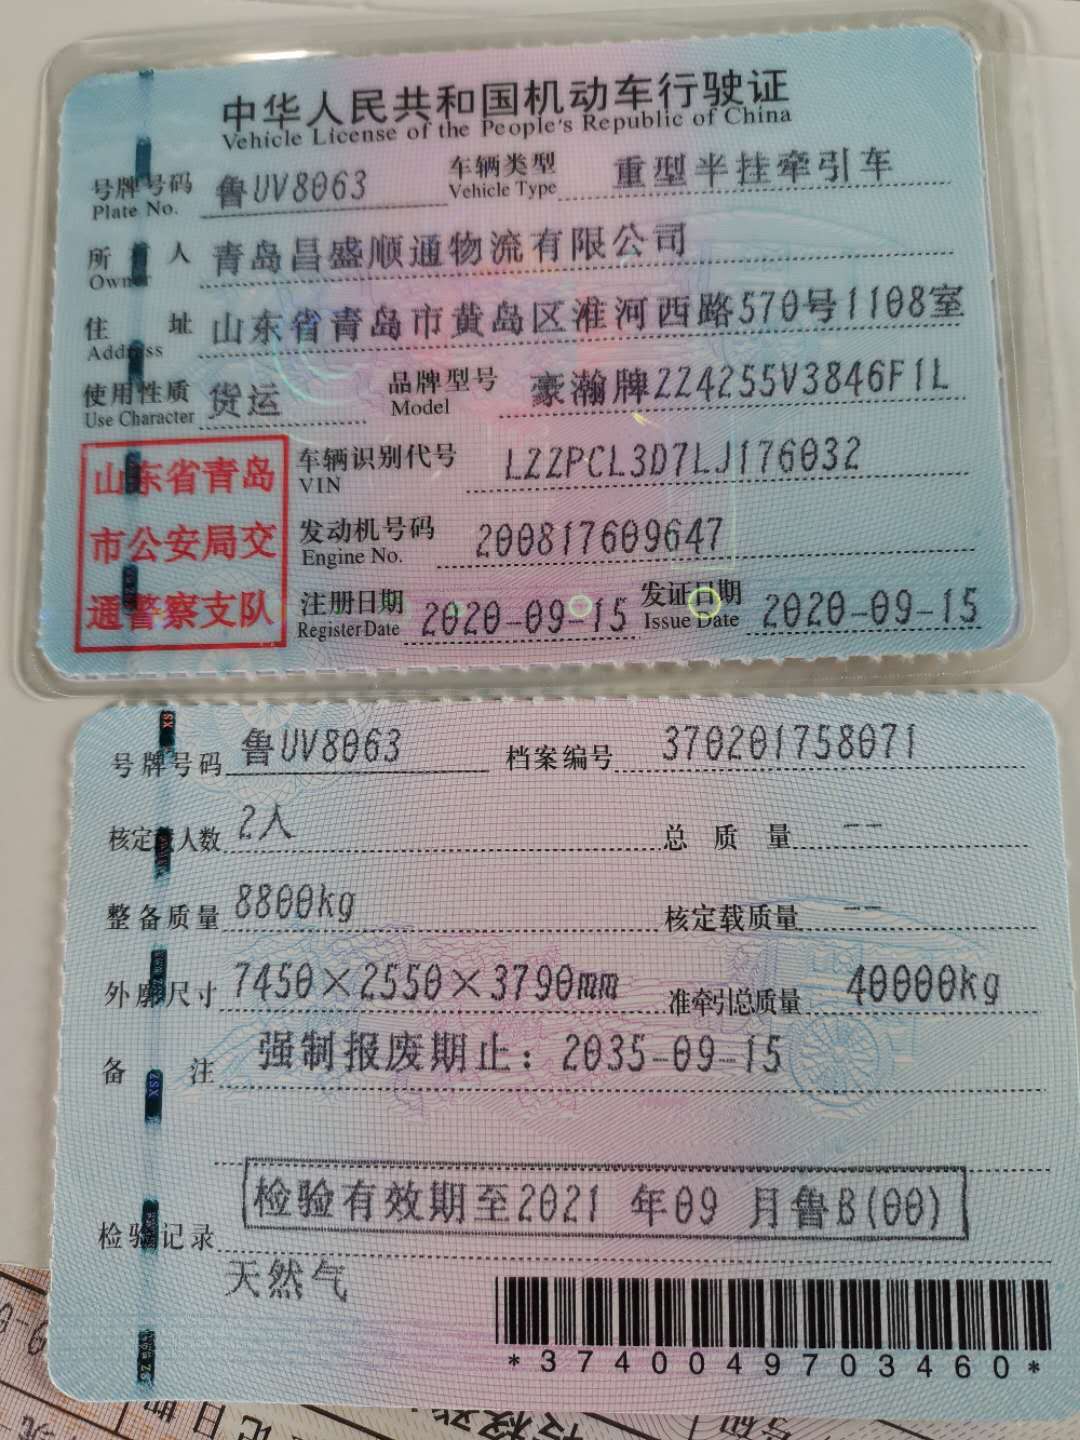 中华人民共和国机动车行驶证
Vehicle License of the People's Republic of China
号牌号码 鲁UV8063 车辆类型 重型半挂牵引车
Plate No. Vehicle Type
所有人 青岛昌盛顺通物流有限公司
Owner
住址 山东省青岛市黄岛区淮河西路570号1108室
Address
使用性质 货运 品牌型号 豪瀚牌ZZ4255V3846F1L
Use Character Model
山东省青岛
市公安局交
通警察支队
车辆识别代号 LZZPCL3D7LJ176032
VIN
发动机号码 200817609647
Engine No.
注册日期 2020-09-15 发证日期 2020-09-15
Register Date Issue Date
号牌号码 鲁UV8063 档案编号 370201758071
核定载人数 2人 总质量 --
整备质量 8800kg 核定载质量 --
外廓尺寸 7450×2550×3790mm 准牵引总质量 40000kg
备注 强制报废期止：2035-09-15
检验有效期至2021 年09 月鲁B(00)
检验记录
天然气
*3740049703460*